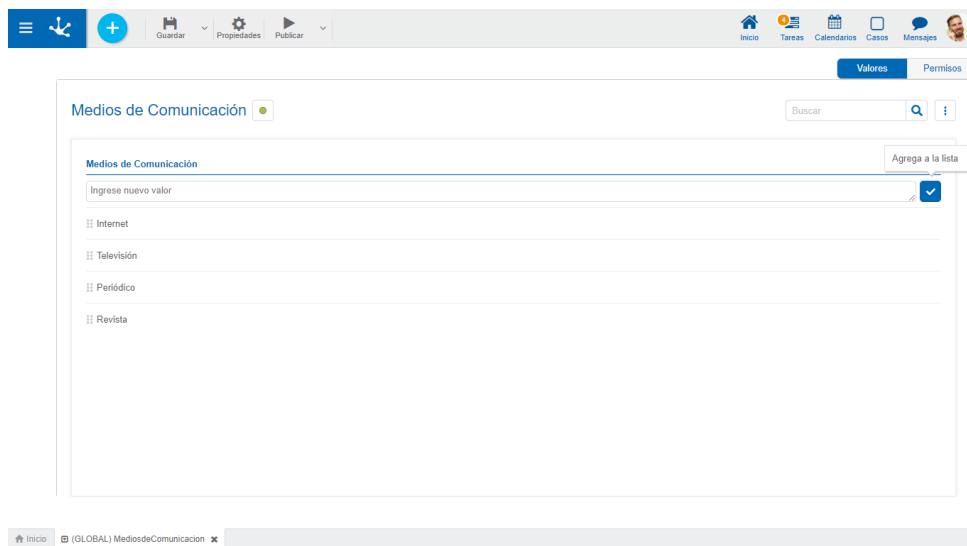 Guardar
Propiedades
Publicar
Inicio
4
Tareas
Calendarios
Casos
Mensajes
Valores
Permisos
Medios de Comunicación
Buscar
Agrega a la lista
Medios de Comunicación
Ingrese nuevo valor
Internet
Televisión
Periódico
Revista
Inicio
(GLOBAL) MediosdeComunicacion